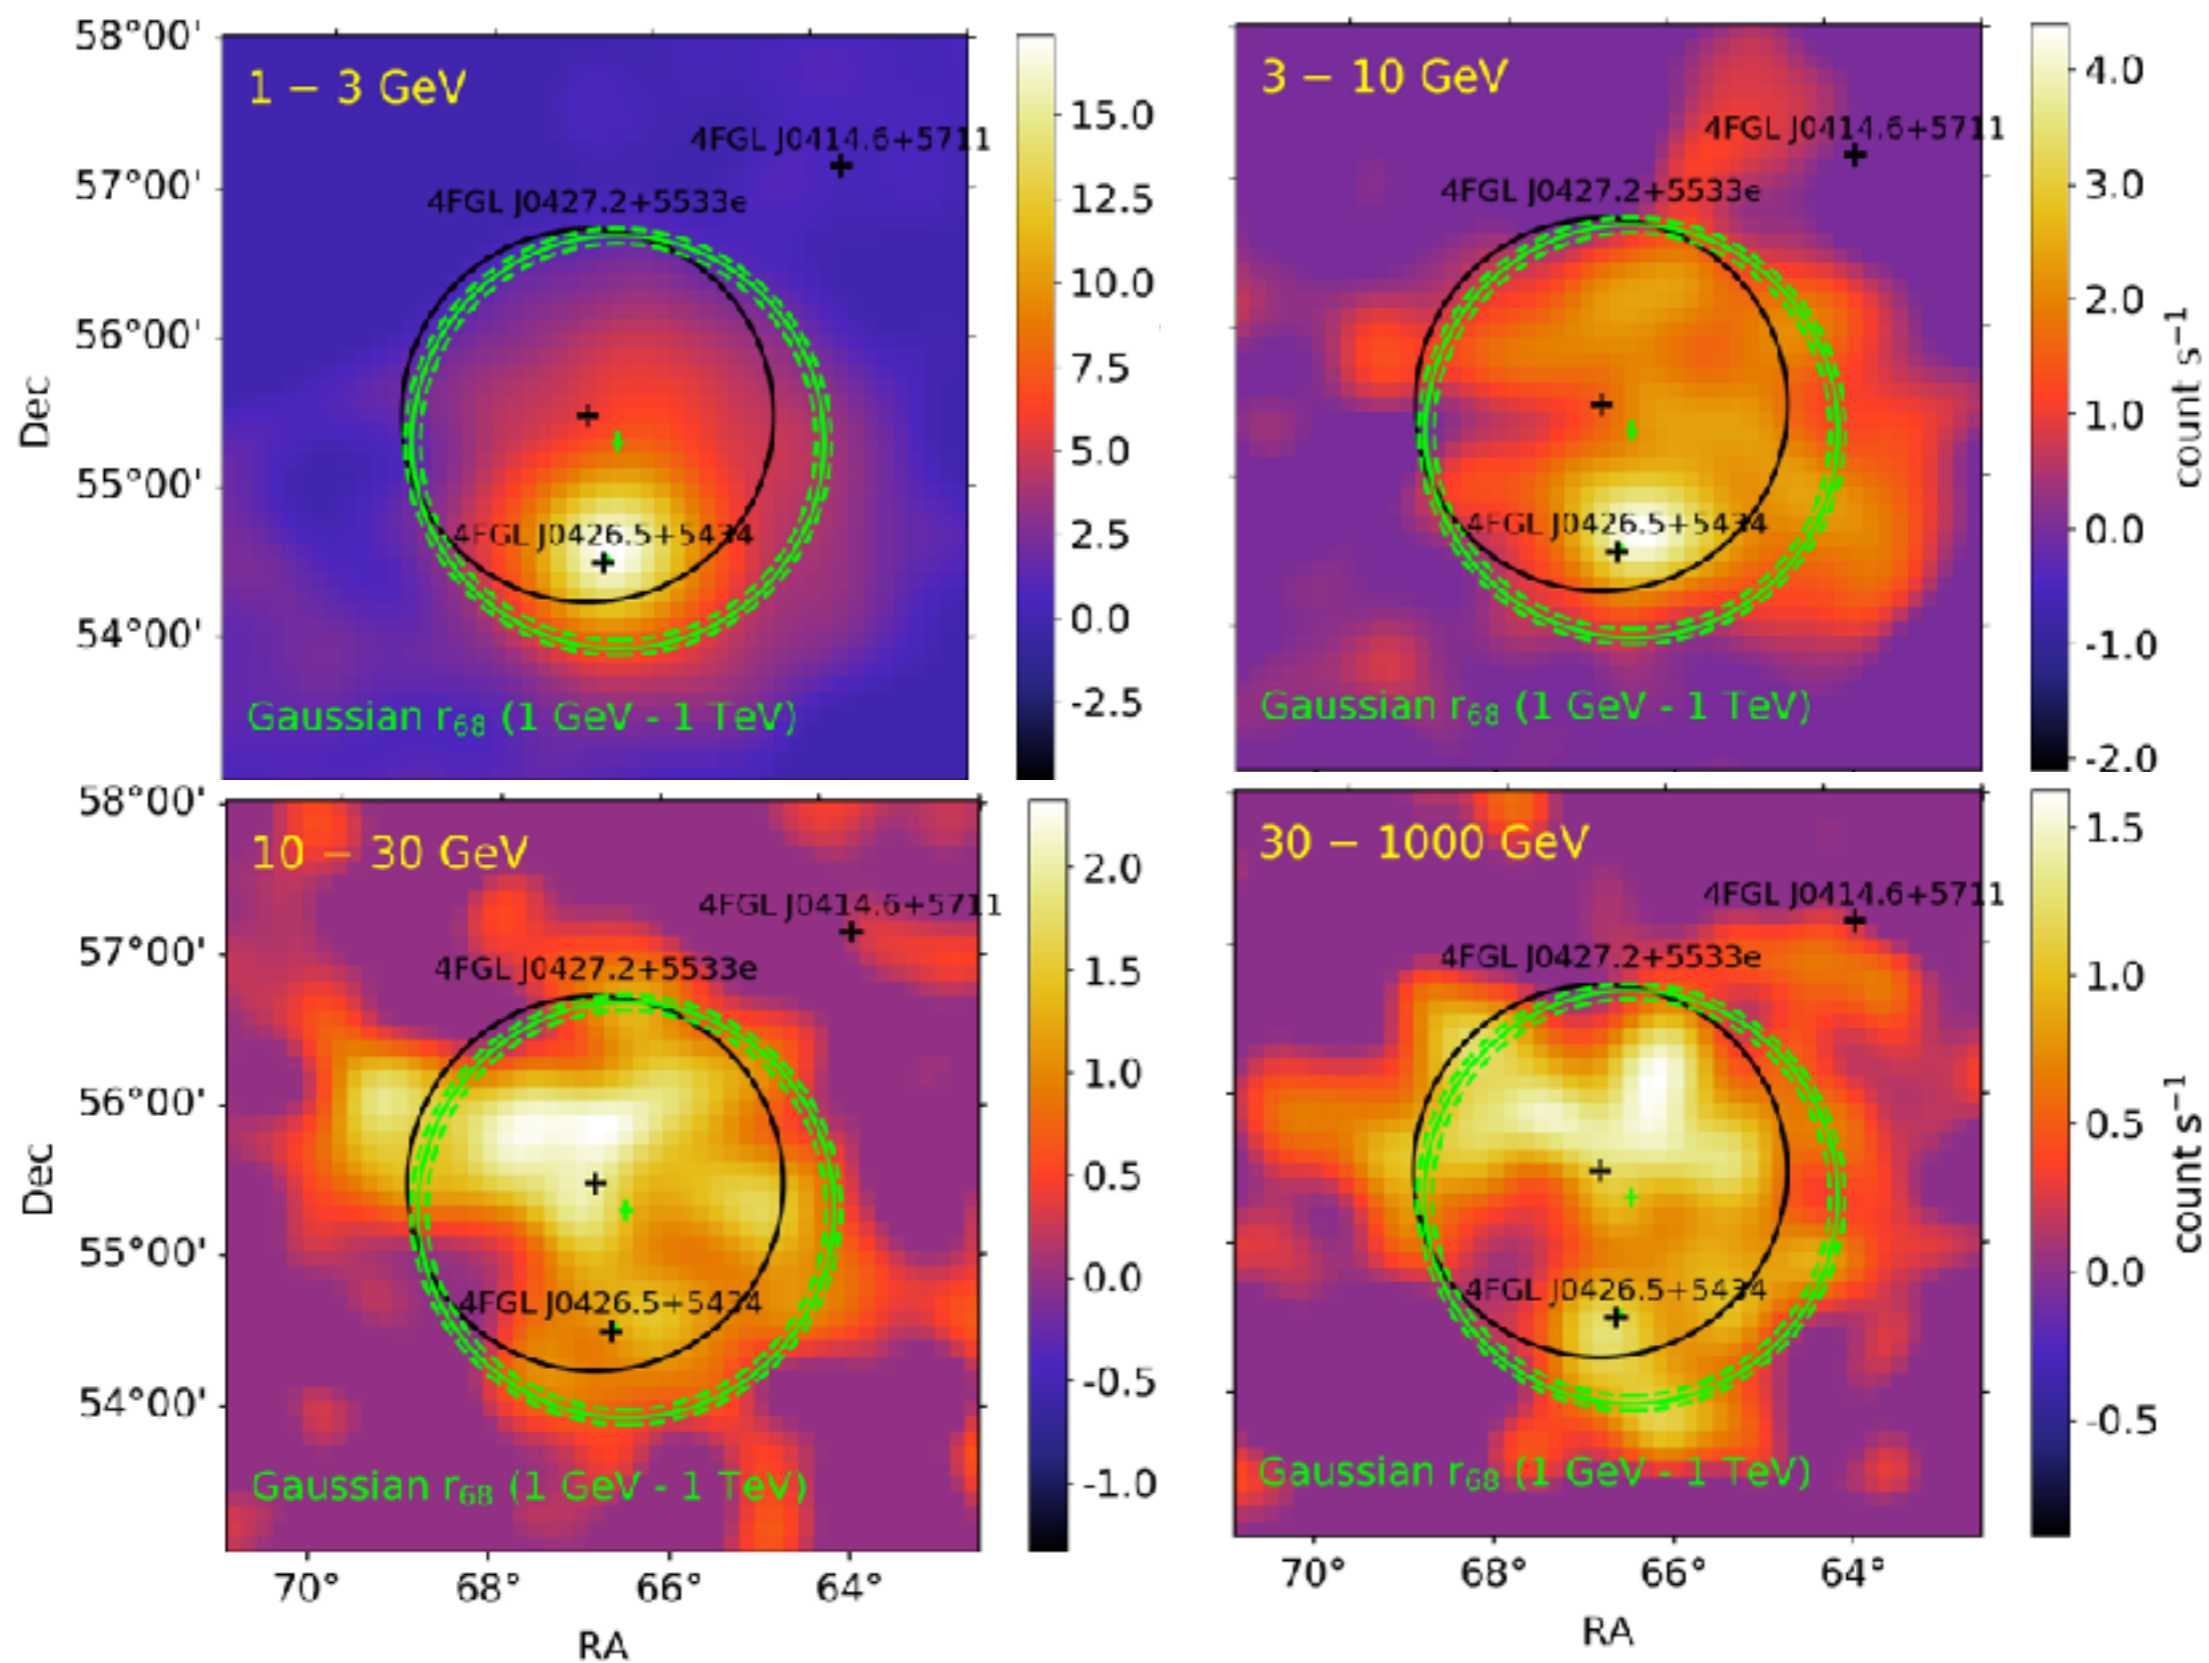 58°00'
57°00'
56°00'
55°00'
54°00'
Dec
1 − 3 GeV
4FGL J0414.6+5711
4FGL J0427.2+5533e
4FGL J0426.5+5434
Gaussian r₆₈ (1 GeV - 1 TeV)
15.0
12.5
10.0
7.5
5.0
2.5
0.0
-2.5
3 − 10 GeV
4FGL J0414.6+5711
4FGL J0427.2+5533e
4FGL J0426.5+5434
Gaussian r₆₈ (1 GeV - 1 TeV)
4.0
3.0
2.0
1.0
0.0
-1.0
-2.0
count s⁻¹
58°00'
57°00'
56°00'
55°00'
54°00'
Dec
10 − 30 GeV
4FGL J0414.6+5711
4FGL J0427.2+5533e
4FGL J0426.5+5434
Gaussian r₆₈ (1 GeV - 1 TeV)
70° 68° 66° 64°
RA
2.0
1.5
1.0
0.5
0.0
-0.5
-1.0
30 − 1000 GeV
4FGL J0414.6+5711
4FGL J0427.2+5533e
4FGL J0426.5+5434
Gaussian r₆₈ (1 GeV - 1 TeV)
70° 68° 66° 64°
RA
1.5
1.0
0.5
0.0
-0.5
count s⁻¹